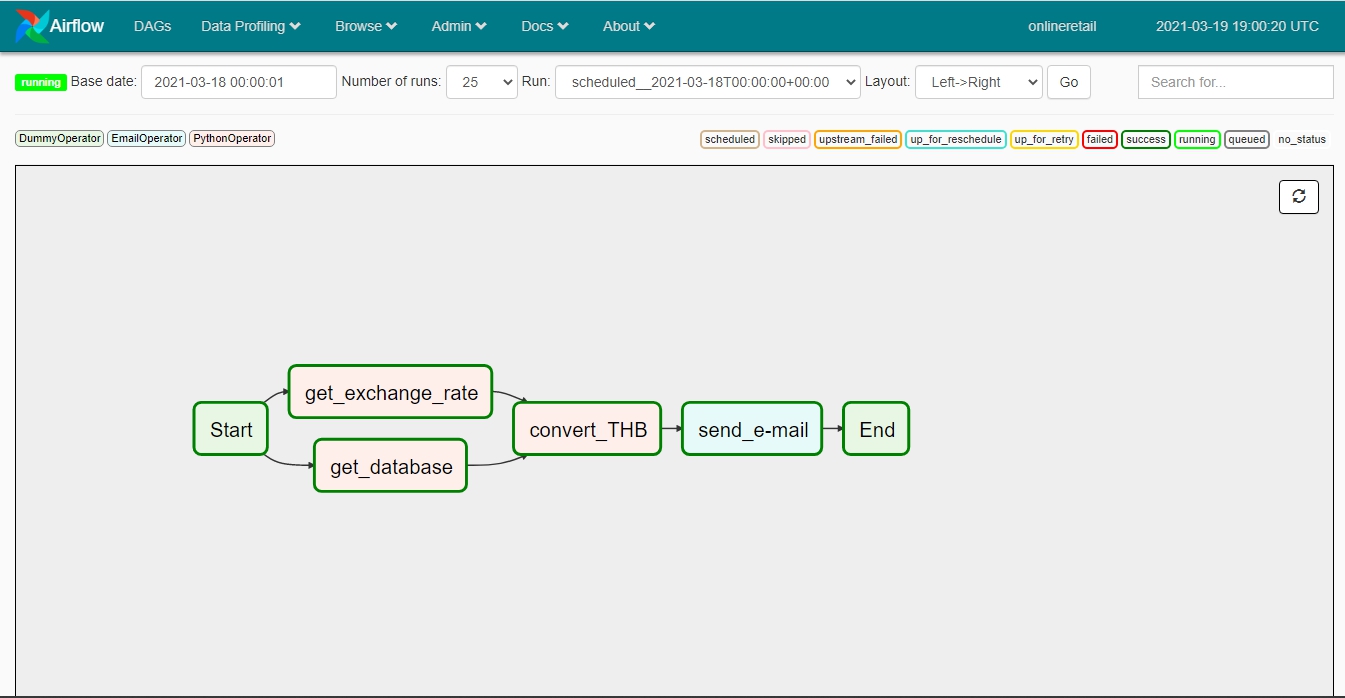 Airflow DAGs Data Profiling Browse Admin Docs About onlineretail 2021-03-19 19:00:20 UTC
running Base date: 2021-03-18 00:00:01 Number of runs: 25 Run: scheduled__2021-03-18T00:00:00+00:00 Layout: Left->Right Go Search for...
DummyOperator EmailOperator PythonOperator scheduled skipped upstream_failed up_for_reschedule up_for_retry failed success running queued no_status
get_exchange_rate
Start convert_THB send_e-mail End
get_database